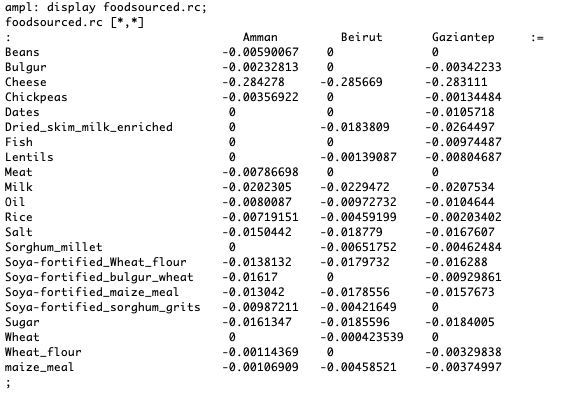 ampl: display foodsourced.rc;
foodsourced.rc [*,*]
: Amman Beirut Gaziantep :=
Beans -0.00590067 0 0
Bulgur -0.00232813 0 -0.00342233
Cheese -0.284278 -0.285669 -0.283111
Chickpeas -0.00356922 0 -0.00134484
Dates 0 0 -0.0105718
Dried_skim_milk_enriched 0 -0.0183809 -0.0264497
Fish 0 0 -0.00974487
Lentils 0 -0.00139087 -0.00804687
Meat -0.00786698 0 0
Milk -0.0202305 -0.0229472 -0.0207534
Oil -0.0080087 -0.00972732 -0.0104644
Rice -0.00719151 -0.00459199 -0.00203402
Salt -0.0150442 -0.018779 -0.0167607
Sorghum_millet 0 -0.00651752 -0.00462484
Soya-fortified_Wheat_flour -0.0138132 -0.0179732 -0.016288
Soya-fortified_bulgur_wheat -0.01617 0 -0.00929861
Soya-fortified_maize_meal -0.013042 -0.0178556 -0.0157673
Soya-fortified_sorghum_grits -0.00987211 -0.00421649 0
Sugar -0.0161347 -0.0185596 -0.0184005
Wheat 0 -0.000423539 0
Wheat_flour -0.00114369 0 -0.00329838
maize_meal -0.00106909 -0.00458521 -0.00374997
;